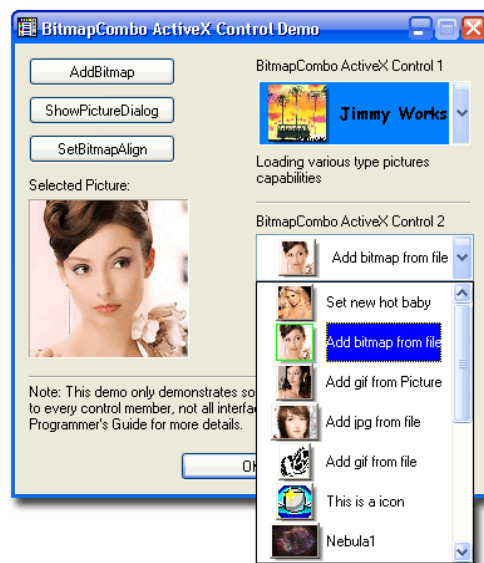 BitmapCombo ActiveX Control Demo
AddBitmap
ShowPictureDialog
SetBitmapAlign
Selected Picture:
Note: This demo only demonstrates so
to every control member, not all interfa
Programmer's Guide for more details.
OK
BitmapCombo ActiveX Control 1
Jimmy Works
Loading various type pictures
capabilities
BitmapCombo ActiveX Control 2
Add bitmap from file
Set new hot baby
Add bitmap from file
Add gif from Picture
Add jpg from file
Add gif from file
This is a icon
Nebula1